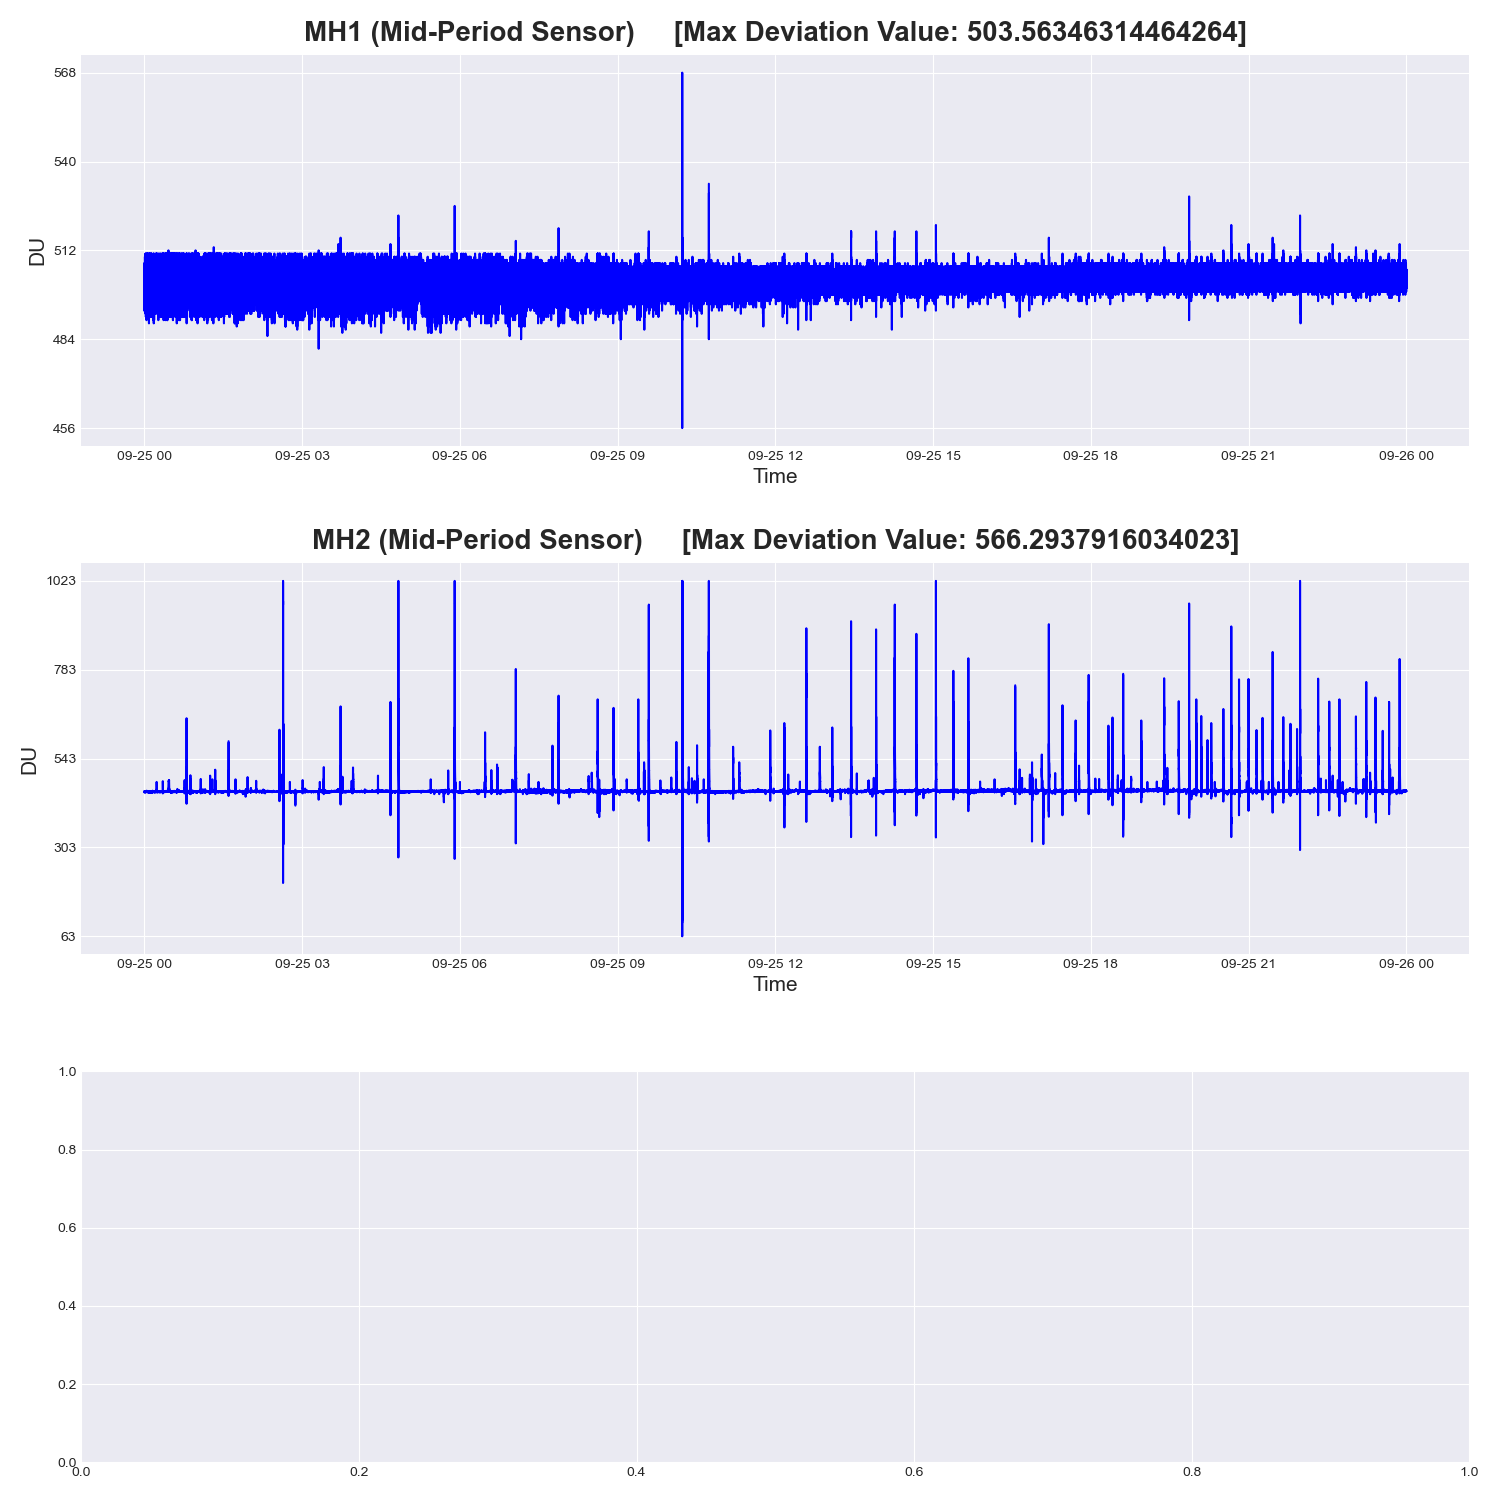 MH1 (Mid-Period Sensor) [Max Deviation Value: 503.56346314464264]
568
540
512
484
456
DU
09-25 00 09-25 03 09-25 06 09-25 09 09-25 12 09-25 15 09-25 18 09-25 21 09-26 00
Time
MH2 (Mid-Period Sensor) [Max Deviation Value: 566.2937916034023]
1023
783
543
303
63
DU
09-25 00 09-25 03 09-25 06 09-25 09 09-25 12 09-25 15 09-25 18 09-25 21 09-26 00
Time
1.0
0.8
0.6
0.4
0.2
0.0
0.0 0.2 0.4 0.6 0.8 1.0